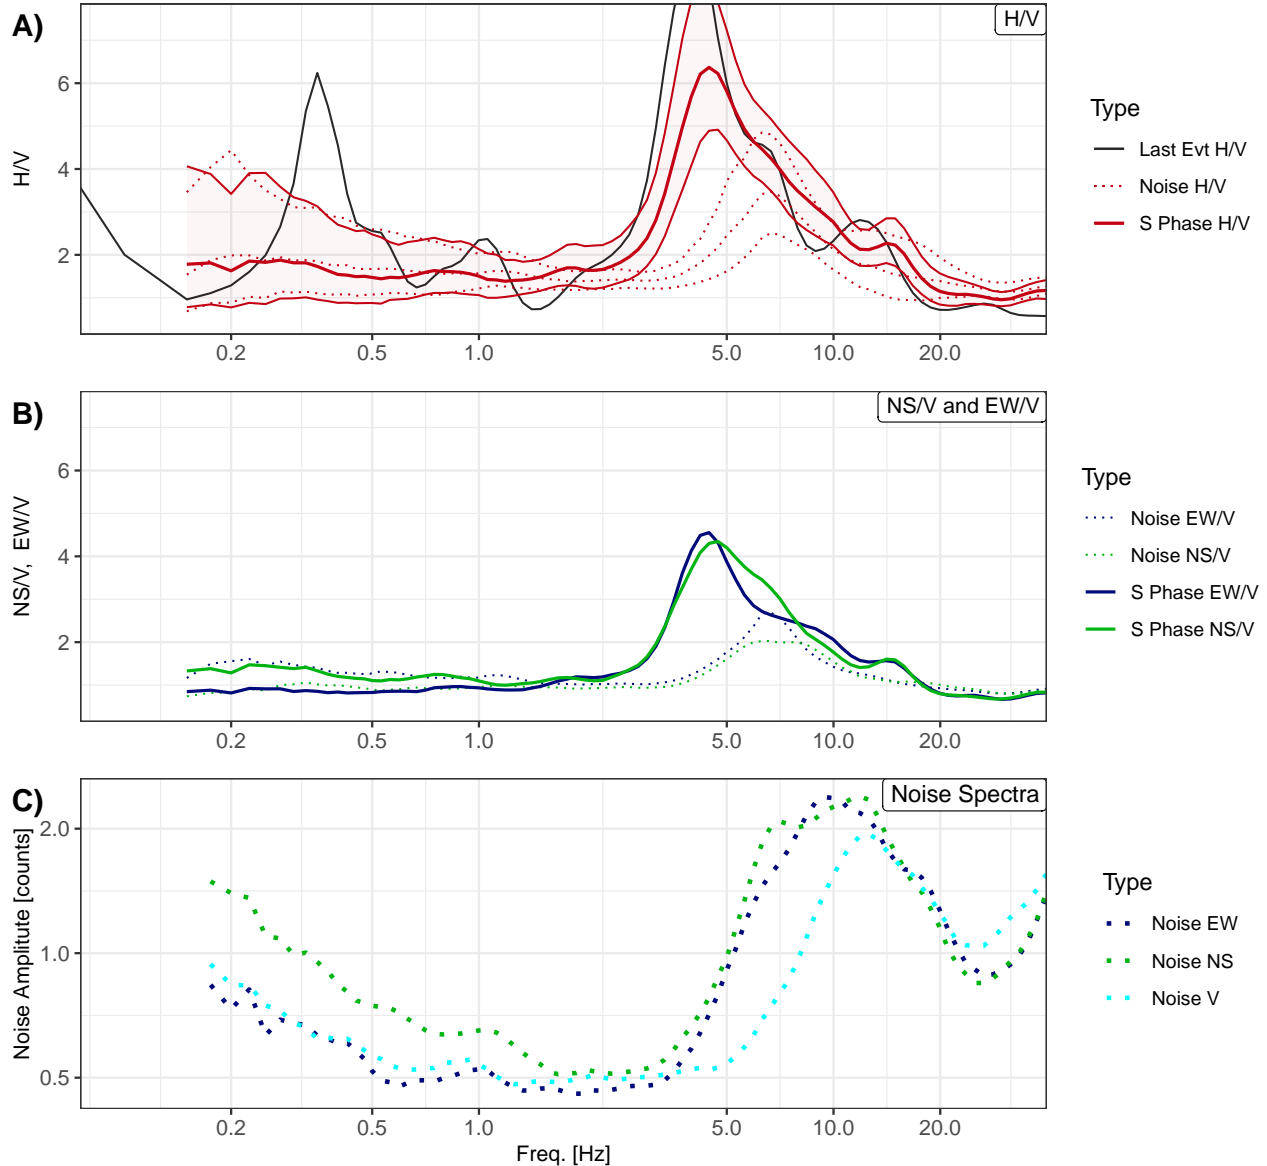 A)
H/V
H/V
6
4
2
0.2 0.5 1.0 5.0 10.0 20.0
Type
Last Evt H/V
Noise H/V
S Phase H/V
B)
NS/V and EW/V
NS/V, EW/V
6
4
2
0.2 0.5 1.0 5.0 10.0 20.0
Type
Noise EW/V
Noise NS/V
S Phase EW/V
S Phase NS/V
C)
Noise Spectra
Noise Amplitute [counts]
2.0
1.0
0.5
0.2 0.5 1.0 5.0 10.0 20.0
Freq. [Hz]
Type
Noise EW
Noise NS
Noise V